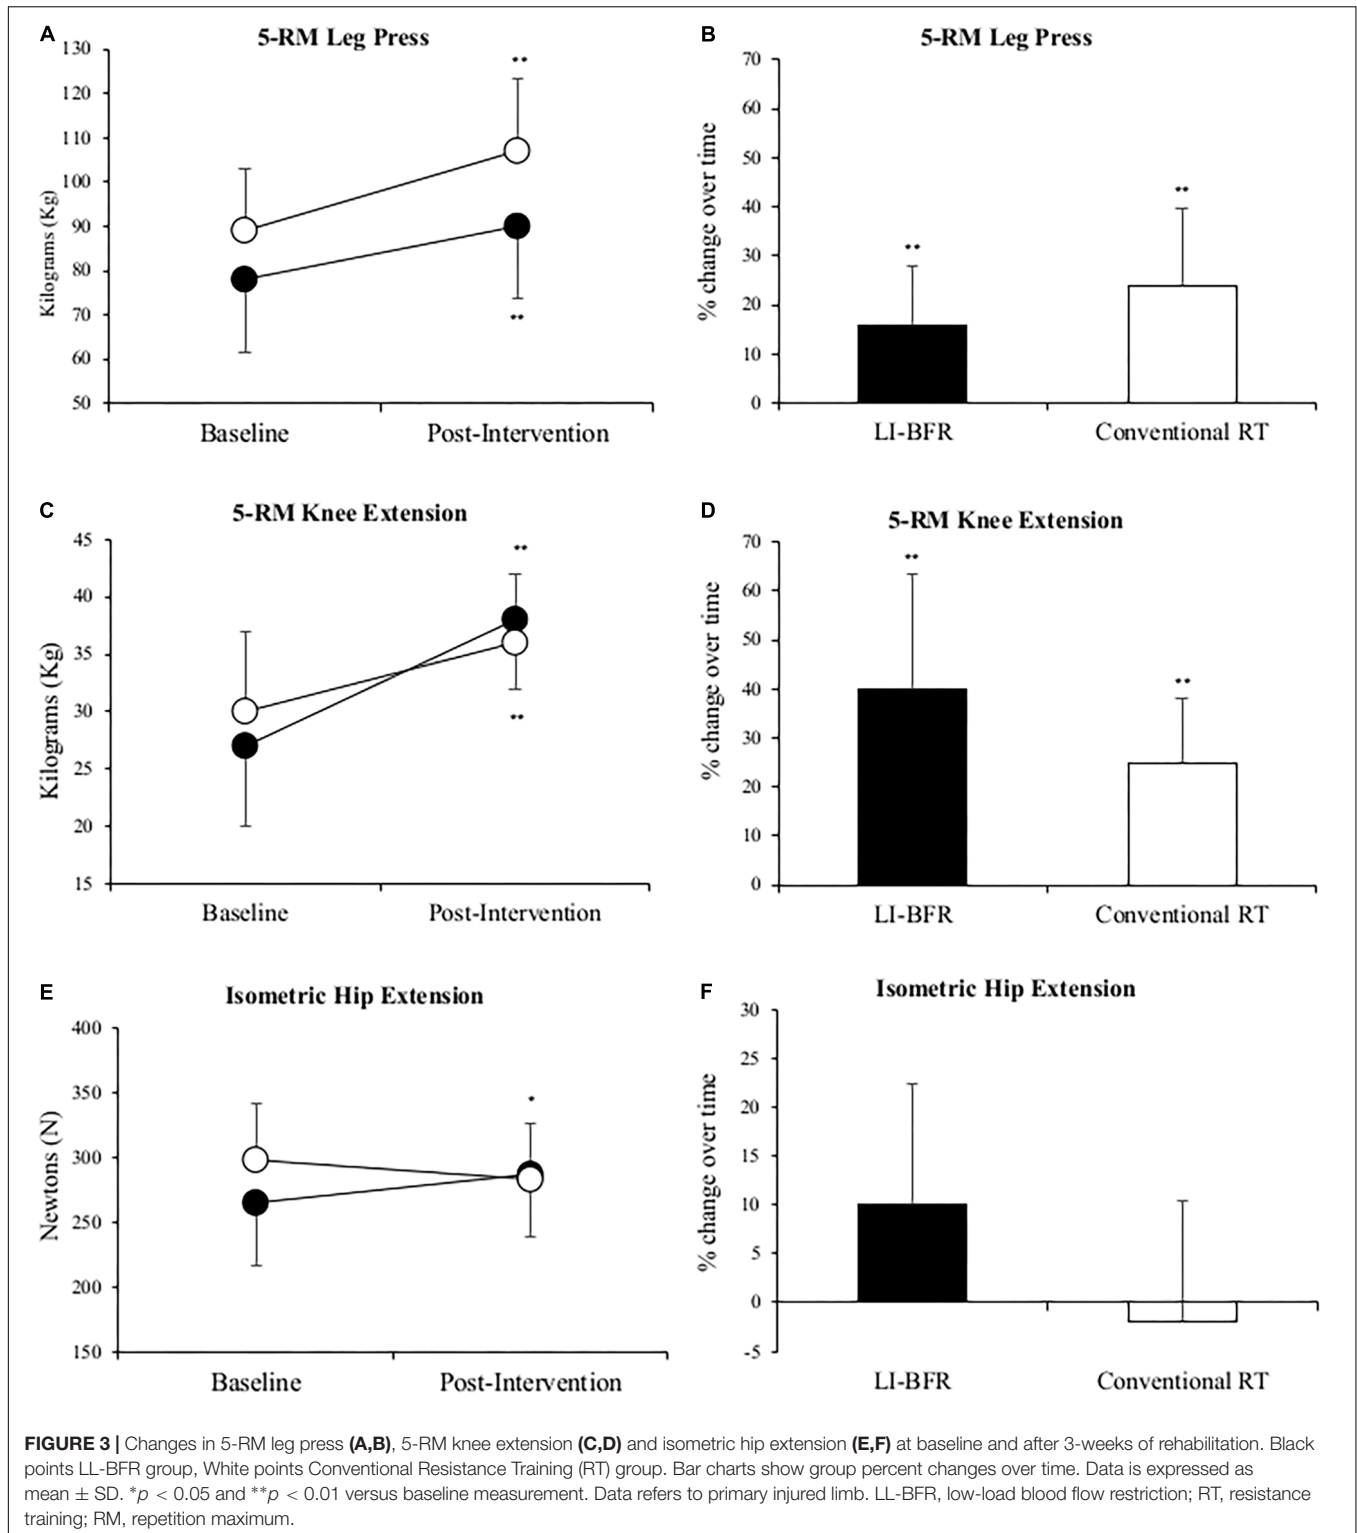 A
5-RM Leg Press
130
120
110
100
90
80
70
60
50
Kilograms (Kg)
**
**
Baseline
Post-Intervention
B
5-RM Leg Press
70
60
50
40
30
20
10
0
% change over time
**
**
LI-BFR
Conventional RT
C
5-RM Knee Extension
45
40
35
30
25
20
15
Kilograms (Kg)
**
**
Baseline
Post-Intervention
D
5-RM Knee Extension
70
60
50
40
30
20
10
0
% change over time
**
**
LI-BFR
Conventional RT
E
Isometric Hip Extension
400
350
300
250
200
150
Newtons (N)
*
Baseline
Post-Intervention
F
Isometric Hip Extension
30
25
20
15
10
5
0
-5
% change over time
LI-BFR
Conventional RT
FIGURE 3 | Changes in 5-RM leg press (A,B), 5-RM knee extension (C,D) and isometric hip extension (E,F) at baseline and after 3-weeks of rehabilitation. Black
points LL-BFR group, White points Conventional Resistance Training (RT) group. Bar charts show group percent changes over time. Data is expressed as
mean ± SD. *p < 0.05 and **p < 0.01 versus baseline measurement. Data refers to primary injured limb. LL-BFR, low-load blood flow restriction; RT, resistance
training; RM, repetition maximum.